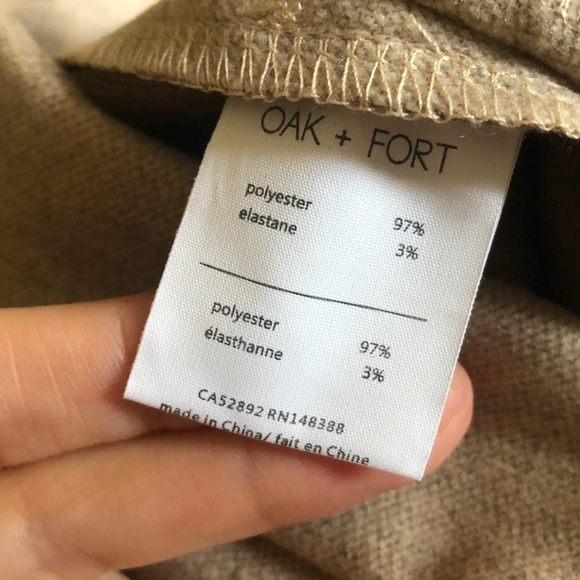 OAK + FORT
polyester 97%
elastane 3%
polyester 97%
élasthanne 3%
CA52892 RN148388
made in China/ fait en Chine